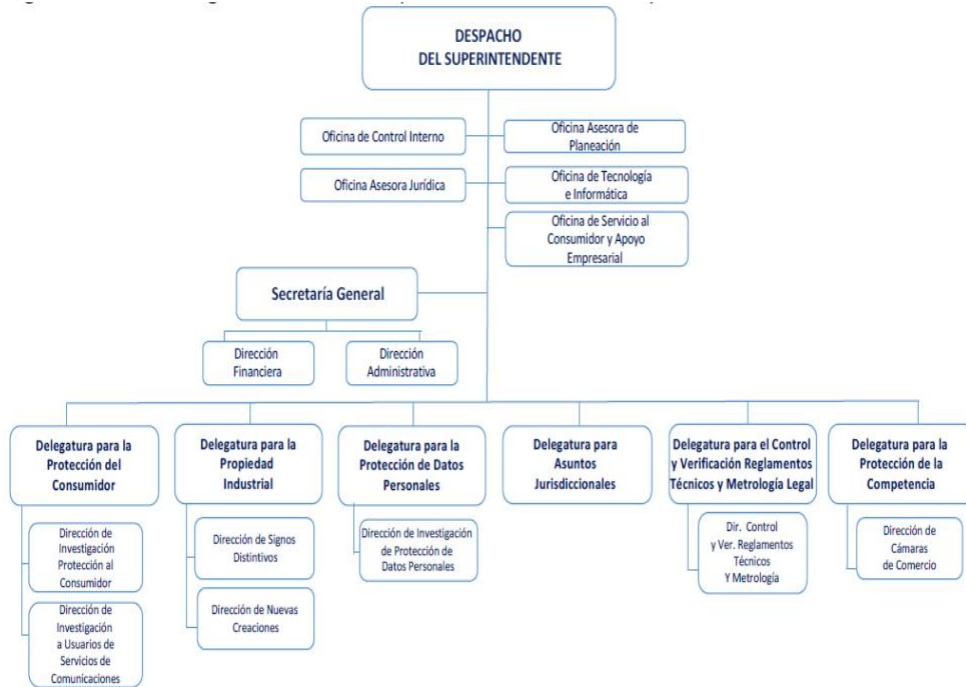 DESPACHO
DEL SUPERINTENDENTE
Oficina de Control Interno
Oficina Asesora de
Planeación
Oficina Asesora Jurídica
Oficina de Tecnología
e Informática
Oficina de Servicio al
Consumidor y Apoyo
Empresarial
Secretaría General
Dirección
Financiera
Dirección
Administrativa
Delegatura para la
Protección del
Consumidor
Delegatura para la
Propiedad
Industrial
Delegatura para la
Protección de Datos
Personales
Delegatura para
Asuntos
Jurisdiccionales
Delegatura para el Control
y Verificación Reglamentos
Técnicos y Metrología Legal
Delegatura para la
Protección de la
Competencia
Dirección de
Investigación
Protección al
Consumidor
Dirección de Signos
Distintivos
Dirección de Investigación
de Protección de
Datos Personales
Dir. Control
y Ver. Reglamentos
Técnicos
Y Metrología
Dirección de
Cámaras
de Comercio
Dirección de
Investigación
a Usuarios de
Servicios de
Comunicaciones
Dirección de Nuevas
Creaciones